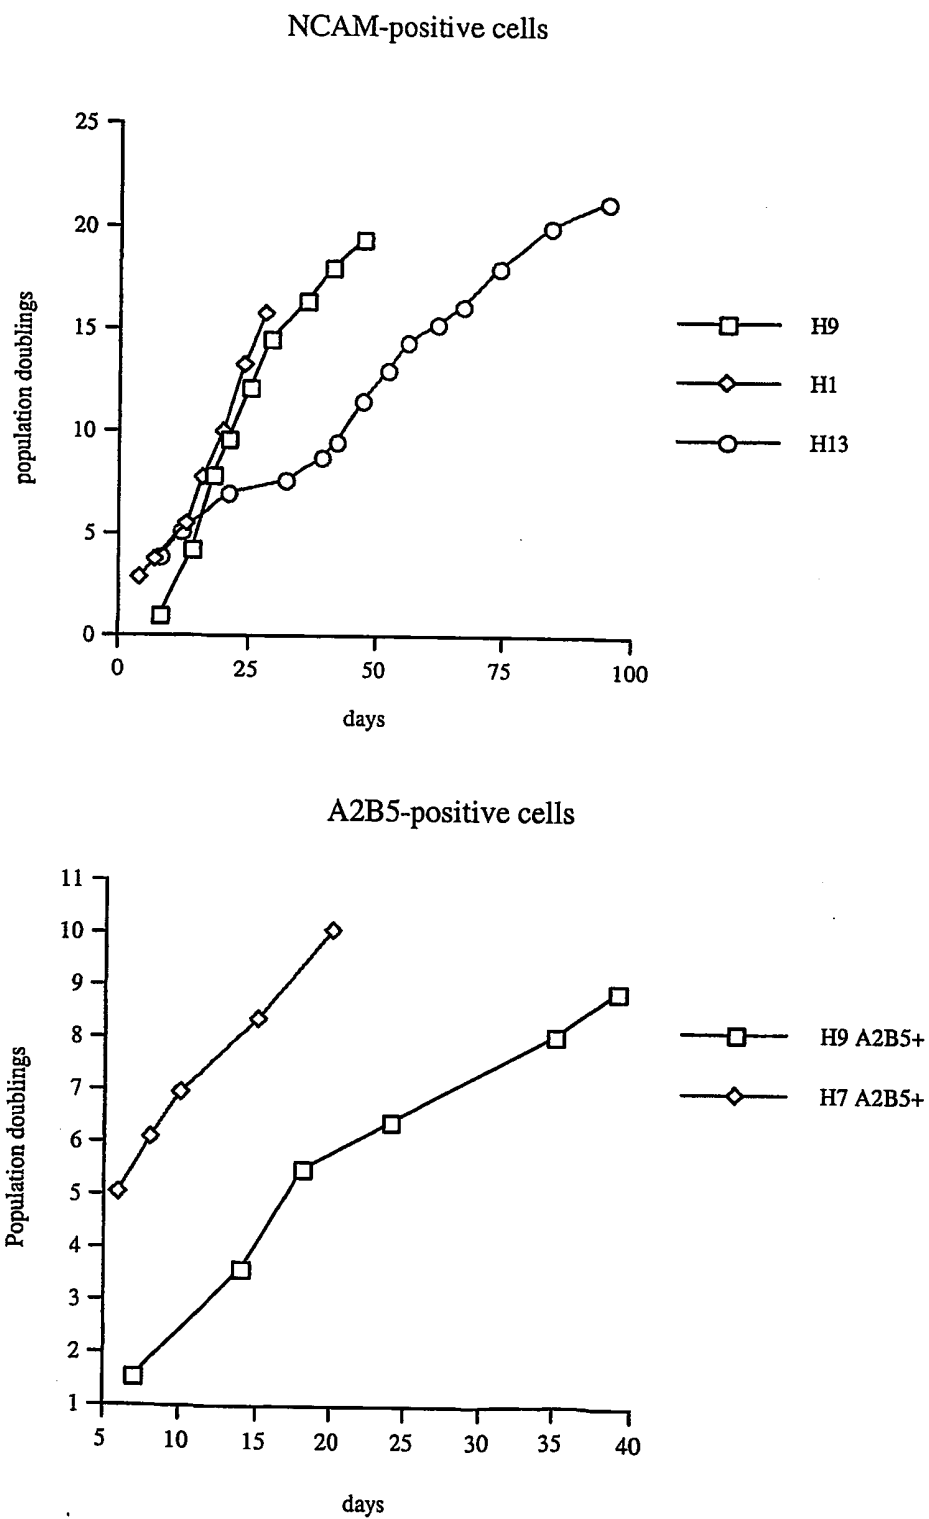 NCAM-positive cells
25
20
15
10
5
0
population doublings
0 25 50 75 100
days
H9
H1
H13
A2B5-positive cells
11
10
9
8
7
6
5
4
3
2
1
Population doublings
5 10 15 20 25 30 35 40
days
H9 A2B5+
H7 A2B5+